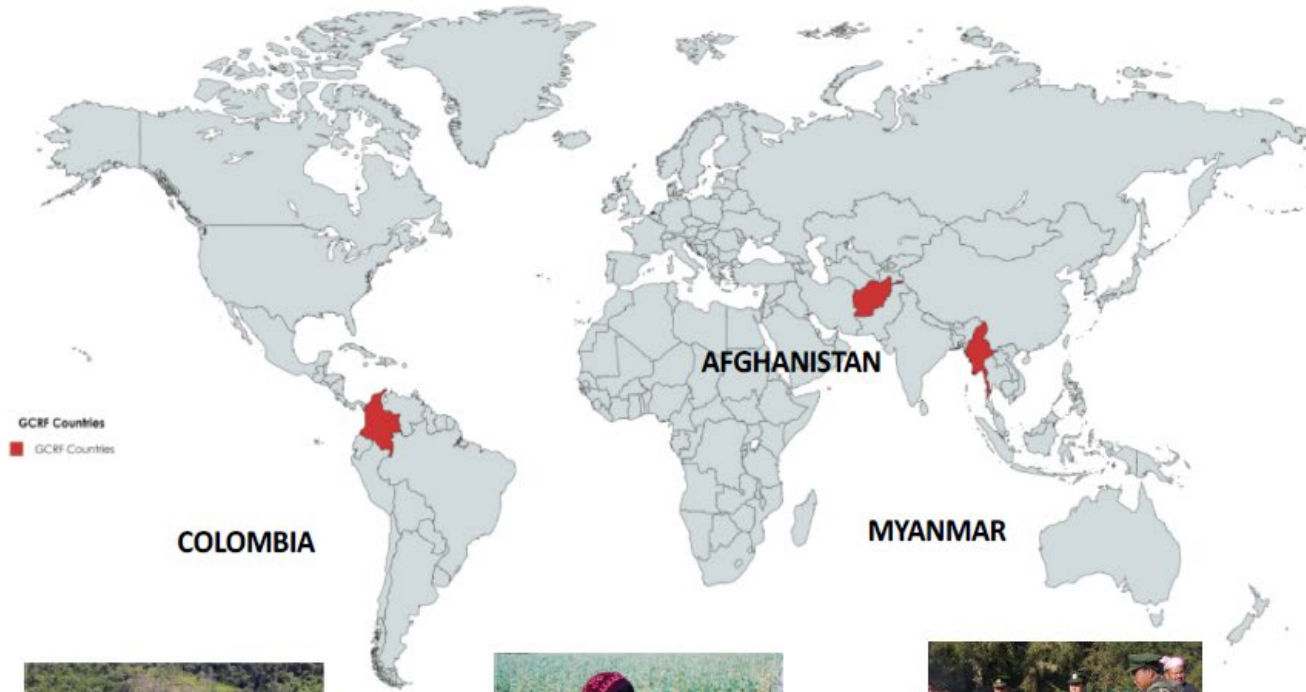 AFGHANISTAN
GCRF Countries
GCRF Countries
COLOMBIA
MYANMAR